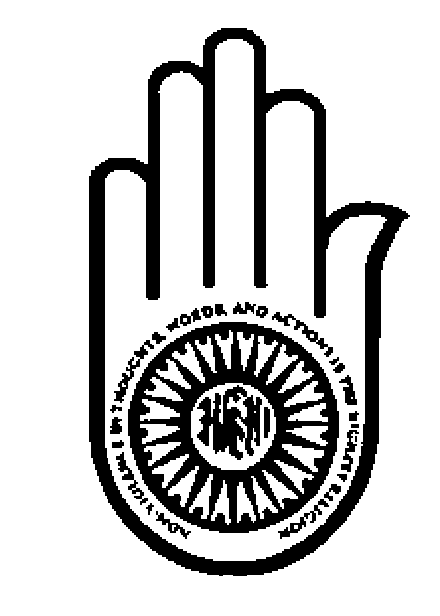 NON-VIOLENCE IN THOUGHTS, WORDS, AND ACTIONS IS THE HIGHEST RELIGION